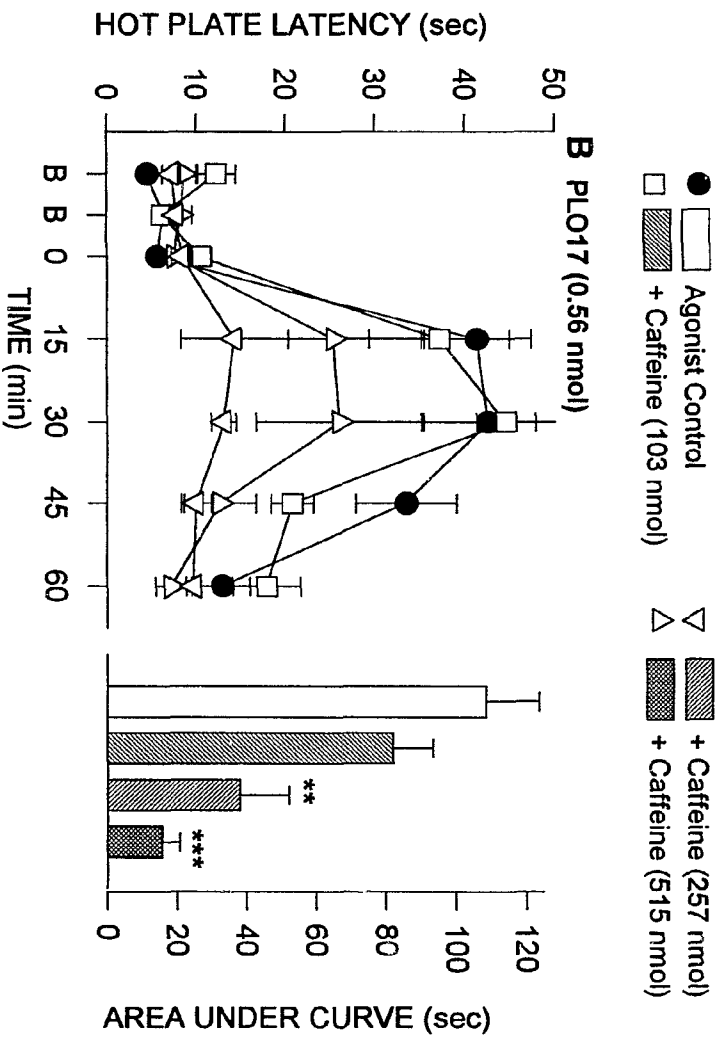 Agonist Control
+ Caffeine (103 nmol)
+ Caffeine (257 nmol)
+ Caffeine (515 nmol)
B PLO17 (0.56 nmol)
HOT PLATE LATENCY (sec)
50
40
30
20
10
0
B B 0 15 30 45 60
TIME (min)
**
***
120
100
80
60
40
20
0
AREA UNDER CURVE (sec)